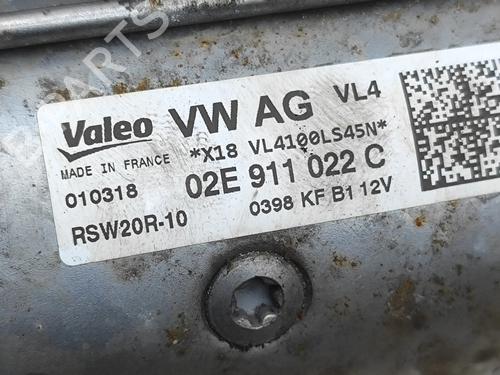 Valeo VW AG VL4
MADE IN FRANCE *X18 VL4100LS45N*
010318 02E 911 022 C
RSW20R-10 0398 KF B1 12V